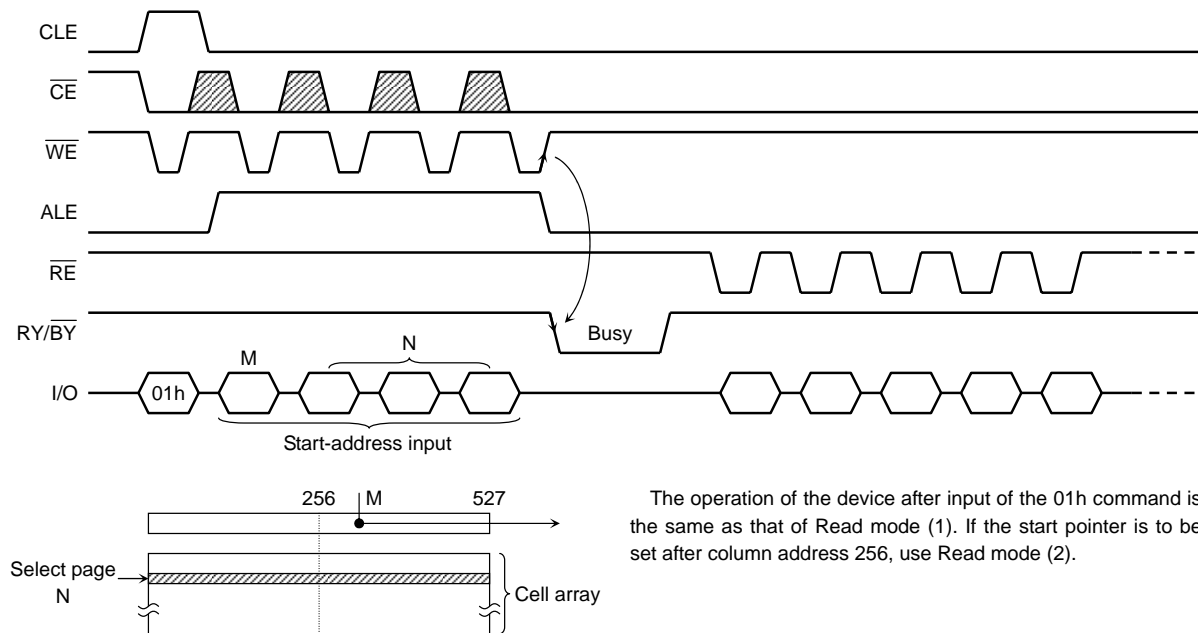 CLE
CE
WE
ALE
RE
RY/BY
Busy
M
N
I/O
01h
Start-address input
256
M
527
Select page
N
Cell array
The operation of the device after input of the 01h command is
the same as that of Read mode (1). If the start pointer is to be
set after column address 256, use Read mode (2).